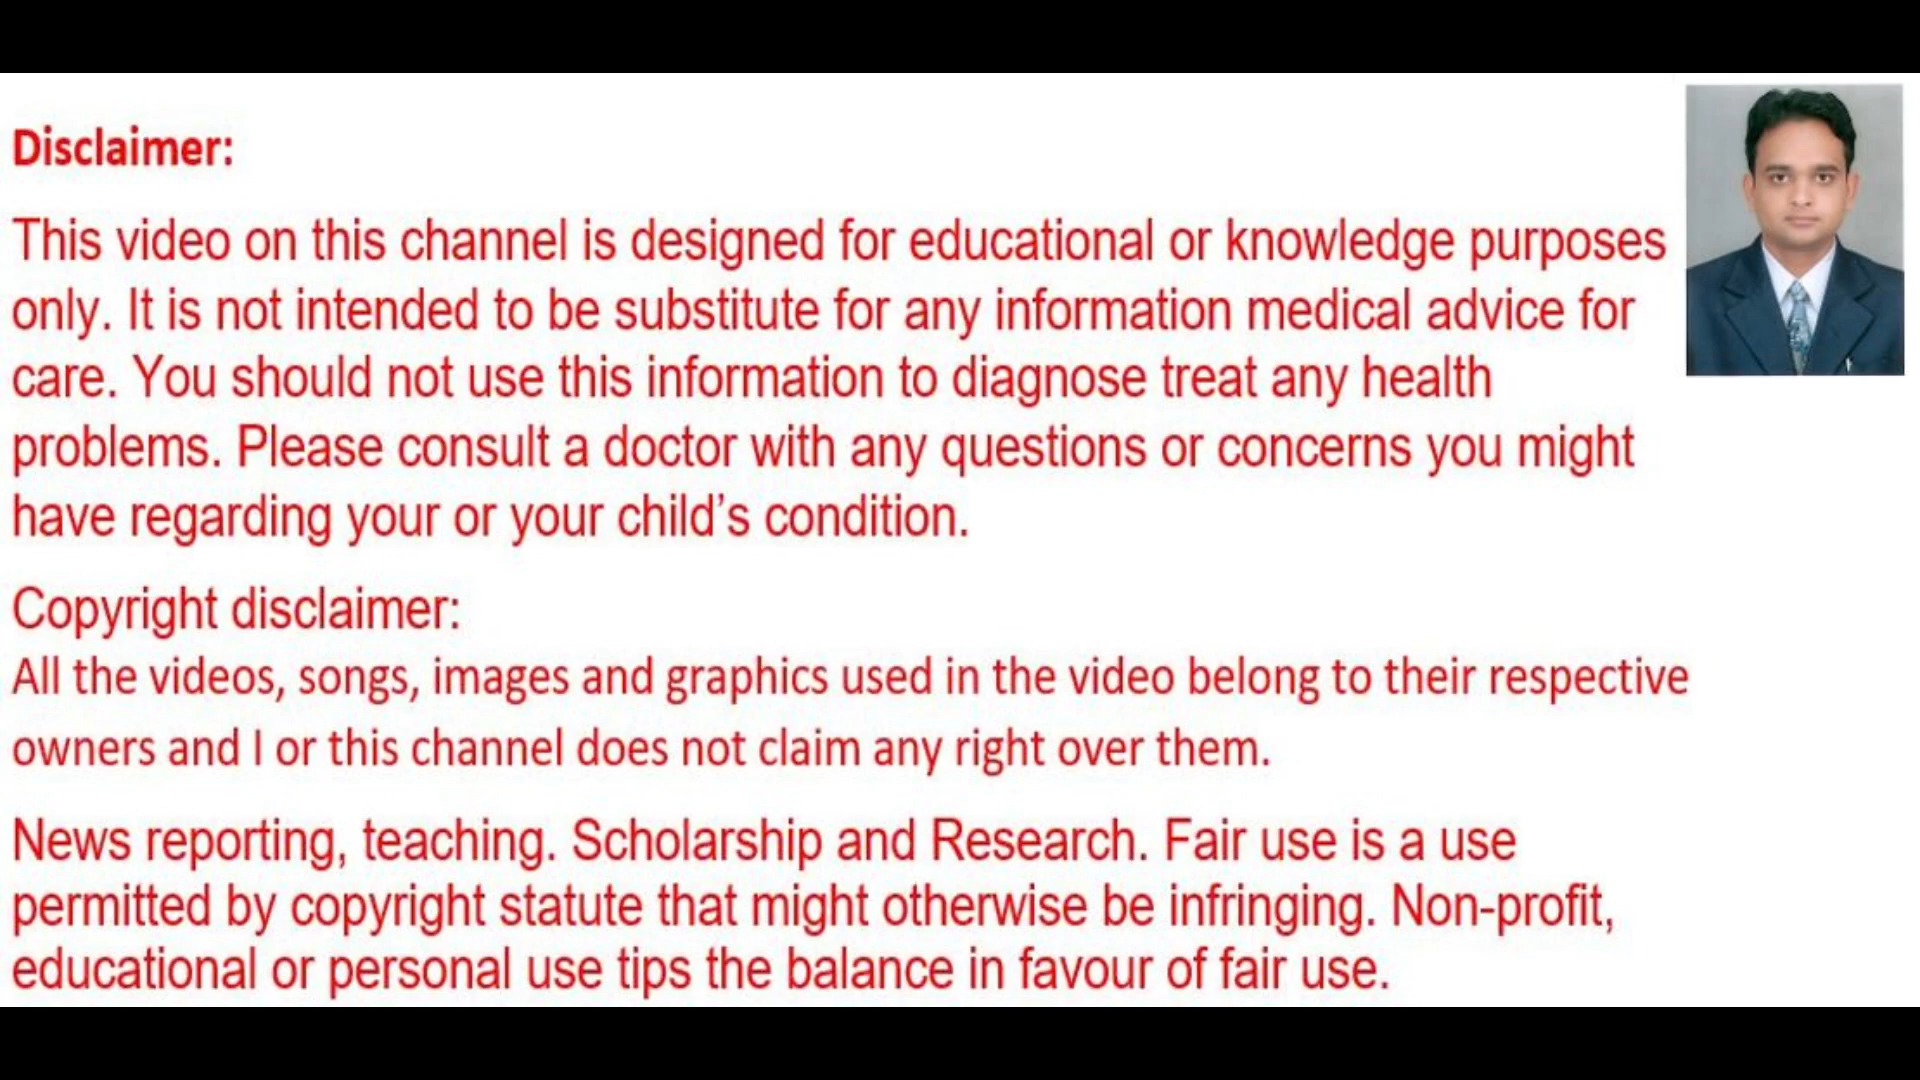 Disclaimer:
This video on this channel is designed for educational or knowledge purposes
only. It is not intended to be substitute for any information medical advice for
care. You should not use this information to diagnose treat any health
problems. Please consult a doctor with any questions or concerns you might
have regarding your or your child’s condition.
Copyright disclaimer:
All the videos, songs, images and graphics used in the video belong to their respective
owners and I or this channel does not claim any right over them.
News reporting, teaching. Scholarship and Research. Fair use is a use
permitted by copyright statute that might otherwise be infringing. Non-profit,
educational or personal use tips the balance in favour of fair use.